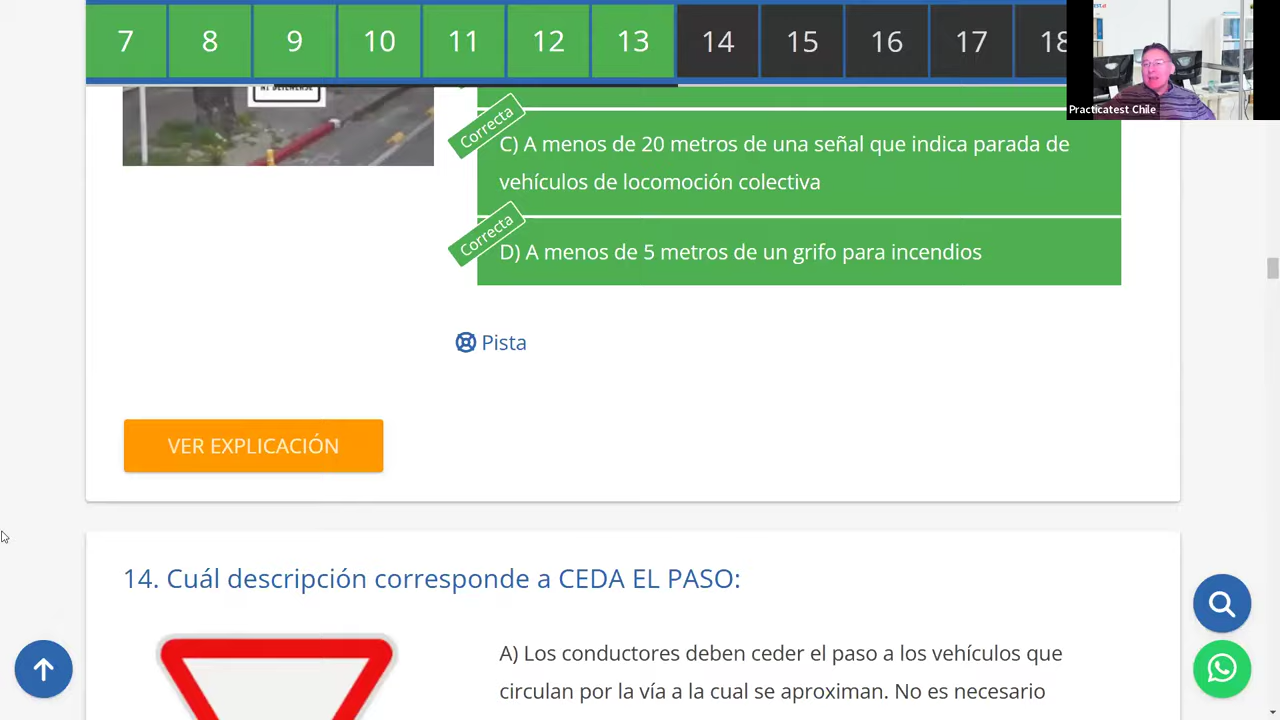 7 8 9 10 11 12 13 14 15 16 17 18
Practicatest Chile
NI DETENERSE
Correcta
C) A menos de 20 metros de una señal que indica parada de
vehículos de locomoción colectiva
Correcta
D) A menos de 5 metros de un grifo para incendios
Pista
VER EXPLICACIÓN
14. Cuál descripción corresponde a CEDA EL PASO:
A) Los conductores deben ceder el paso a los vehículos que
circulan por la vía a la cual se aproximan. No es necesario